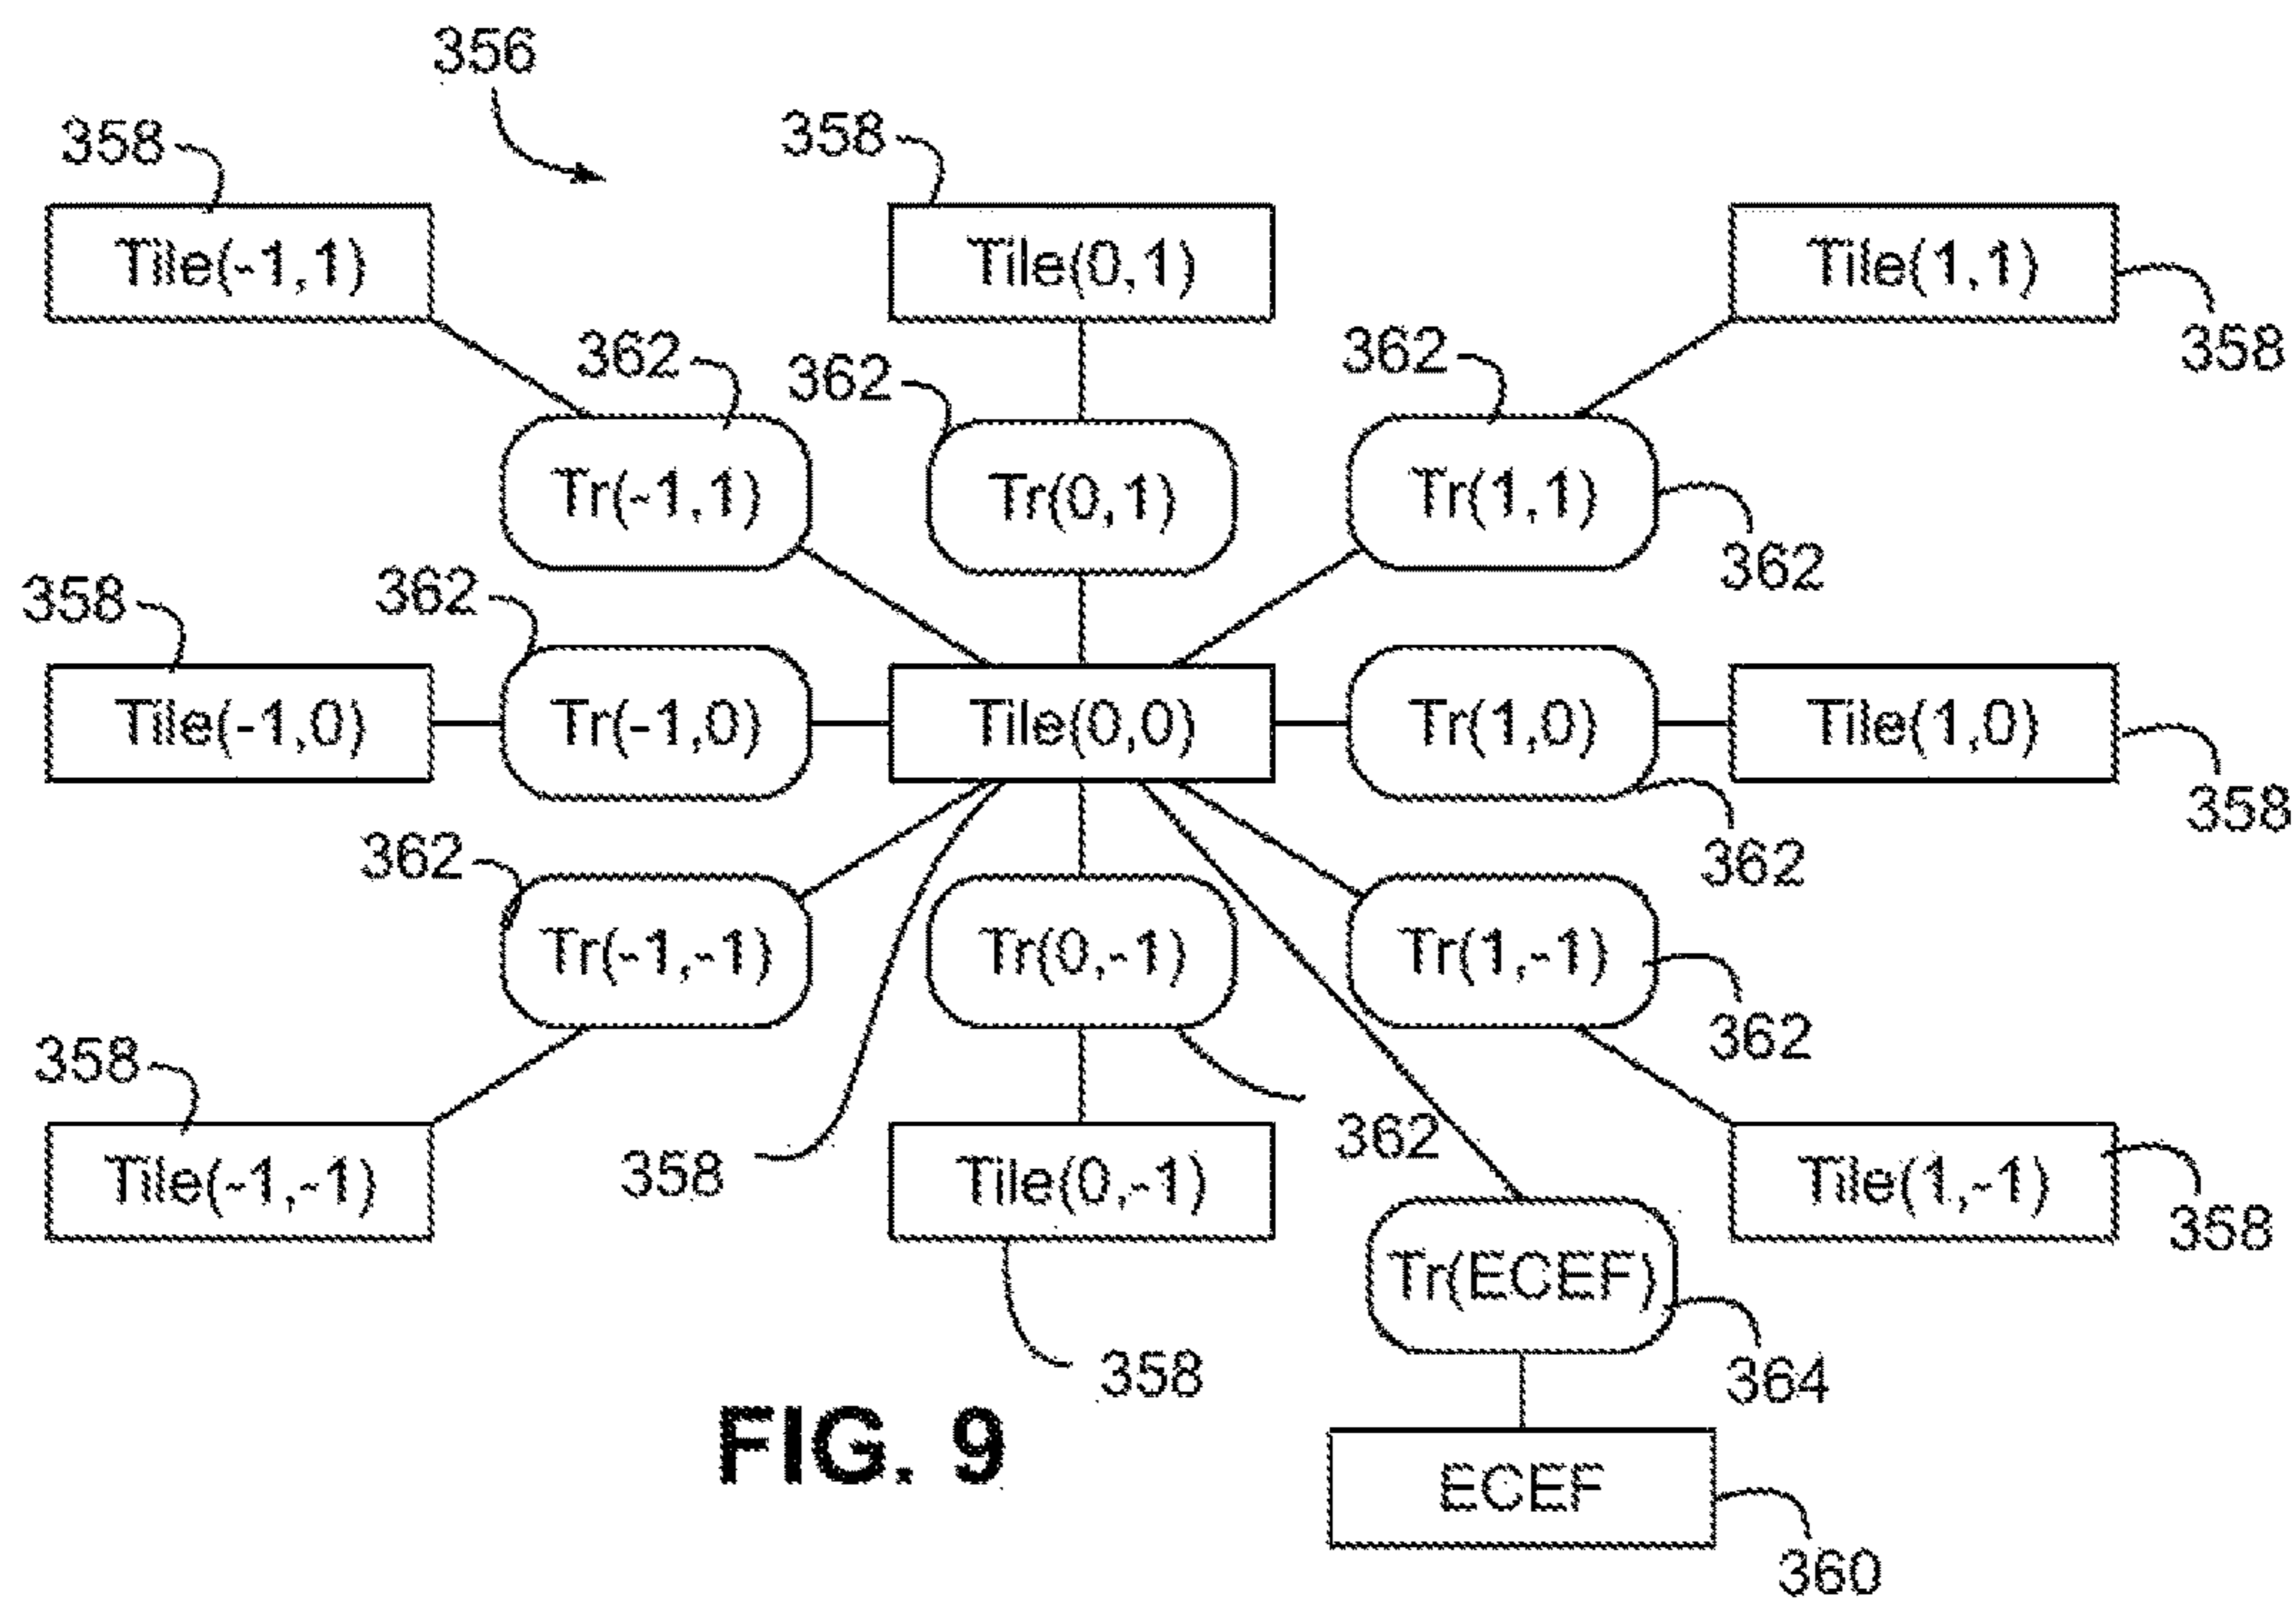 356
358
358
Tile(-1,1)
Tile(0,1)
Tile(1,1)
358
362
362
362
Tr(-1,1)
Tr(0,1)
Tr(1,1)
362
358
362
Tile(-1,0)
Tr(-1,0)
Tile(0,0)
Tr(1,0)
Tile(1,0)
358
362
362
Tr(-1,-1)
Tr(0,-1)
Tr(1,-1)
362
358
362
Tile(-1,-1)
358
Tile(0,-1)
Tile(1,-1)
358
Tr(ECEF)
358
364
FIG. 9
ECEF
360